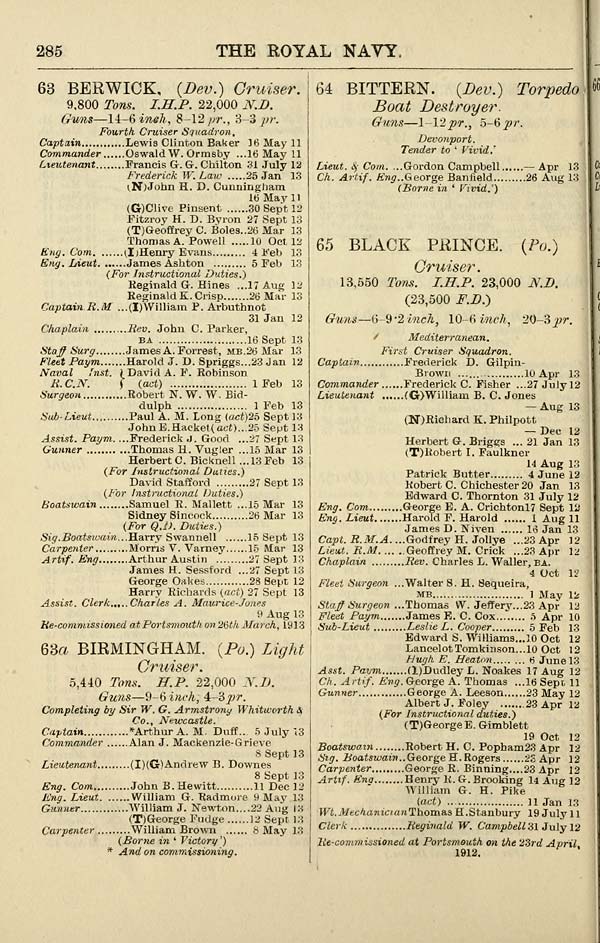 285 THE ROYAL NAVY.
63 BERWICK, (Dev.) Cruiser.
9,800 Tons. I.H.P. 22,000 N.D.
Guns—14-6 inch, 8-12 pr., 3-3 pr.
Fourth Cruiser Squadron.
Captain............Lewis Clinton Baker 16 May 11
Commander ......Oswald W. Ormsby ...16 May 11
Lieutenant........Francis G. G. Chilton 31 July 12
Frederick W. Law .....25 Jan 13
(N)John H. D. Cunningham
16 May 11
(G)Clive Pinsent ......30 Sept 12
Fitzroy H. D. Byron 27 Sept 13
(T)Geoffrey C. Boles..26 Mar 13
Thomas A. Powell .....10 Oct 12
Eng. Com. ......(I)Henry Evans......... 4 Feb 13
Eng. Lieut. ......James Ashton ......... 5 Feb 13
(For Instructional Duties.)
Reginald G. Hines ...17 Aug 12
Reginald K. Crisp.......26 Mar 13
Captain R.M ...(I)William P. Arbuthnot
31 Jan 12
Chaplain .........Rev. John C. Parker,
BA ....................16 Sept 13
Staff Surg........James A. Forrest, MB.26 Mar 13
Fleet Paym.......Harold J. D. Spriggs...23 Jan 12
Naval Inst. } David A. F. Robinson
R.C.N. { (act) .................. 1 Feb 13
Surgeon............Robert N. W. W. Bid-
dulph .................. 1 Feb 13
Sub-Lieut.........Paul A. M. Long (act)25 Sept 13
John E.Hacket(act)...25 Sept 13
Assist. Paym. ...Frederick J. Good ...27 Sept 13
Gunner .........Thomas H. Vugler ...15 Mar 13
Herbert C. Bicknell ...13 Feb 13
(For Instructional Duties.)
David Stafford .........27 Sept 13
(For Instructional Duties.)
Boatswain ........Samuel R. Mallett ...15 Mar 13
Sidney Sincock.........26 Mar 13
(For Q.D. Duties.)
Sig.Boatswain...Harry Swannell ......15 Sept 13
Carpenter.........Morris V. Varney......15 Mar 13
Artif. Eng........Arthur Austin .........27 Sept 13
James H. Sessford ...27 Sept 13
George Oakes............28 Sept 12
Harry Richards (act) 27 Sept 13
Assist. Clerk.....Charles A. Maurice-Jones
9 Aug 13
Re-commissioned at Portsmouth on 26th March, 1913
63a BIRMINGHAM. (Po.) Light
Cruiser.
5,440 Tons. H.P. 22,000 N.D.
Guns—9-6 inch, 4-3 pr.
Completing by Sir W. G. Armstrong Whitworth &
Co., Newcastle.
Captain............*Arthur A. M. Duff.. 5 July 13
Commander ......Alan J. Mackenzie-Grieve
8 Sept 13
Lieutenant.........(I)(G)Andrew B. Downes
8 Sept 13
Eng. Com..........John B. Hewitt..........11 Dec 12
Eng. Lieut. ......William G. Radmore 9 May 13
Gunner............William J. Newton...22 Aug 13
(T)George Fudge ......12 Sept 13
Carpenter .........William Brown ...... 8 May 13
(Borne in ' Victory')
* And on commissioning.
64 BITTERN. (Dev.) Torpedo
Boat Destroyer.
Guns—1-12 pr., 5-6 pr.
Devonport.
Tender to ' Vivid.'
Lieut. & Com. ...Gordon Campbell......— Apr 13
Ch. Artif. Eng..George Banfield.........26 Aug 13
(Borne in ' Vivid.')
65 BLACK PRINCE. (Po.)
Cruiser.
13,550 Tons. I.H.P. 23,000 N.D.
(23,500 F.D.)
Guns—6-9·2 inch, 10-6 inch, 20-3 pr.
Mediterranean.
First Cruiser Squadron.
Captain............Frederick D. Gilpin-
Brown ...............10 Apr 13
Commander ......Frederick C. Fisher ...27 July 12
Lieutenant ......(G)William B. C. Jones
— Aug 13
(N)Richard K. Philpott
— Dec 12
Herbert G. Briggs ... 21 Jan 13
(T)Robert I. Faulkner
14 Aug 13
Patrick Butter......... 4 June 12
Robert C. Chichester 20 Jan 13
Edward C. Thornton 31 July 12
Eng. Com.........George E. A. Crichton17 Sept 12
Eng. Lieut.......Harold F. Harold ...... 1 Aug 11
James D. Niven ...... 16 Jan 13
Capt. R.M.A. ...Godfrey H. Jollye ...23 Apr 12
Lieut. R.M.......Geoffrey M. Crick ...23 Apr 12
Chaplain .........Rev. Charles L. Waller, BA.
4 Oct 12
Fleet Surgeon ...Walter S. H. Sequeira,
MB..................... 1 May 12
Staff Surgeon ...Thomas W. Jeffery...23 Apr 12
Fleet Paym.......James E. C. Cox........ 5 Apr 10
Sub-Lieut .........Leslie L. Cooper........ 5 Feb 13
Edward S. Williams...10 Oct 12
Lancelot Tomkinson...10 Oct 12
Hugh E. Heaton...... 6 June 13
Asst. Paym.......(I)Dudley L. Noakes 17 Aug 12
Ch. Artif. Eng. George A. Thomas ...16 Sept 11
Gunner.............George A. Leeson......23 May 12
Albert J. Foley ......23 Apr 12
(For Instructional duties.)
(T)George E. Gimblett
19 Oct 12
Boatswain.........Robert H. C. Popham23 Apr 12
Sig. Boatswain..George H. Rogers......23 Apr 12
Carpenter.........George R. Binning....23 Apr 12
Artif. Eng........Henry R. G. Brooking 14 Aug 12
William G. H. Pike
(act) ..................11 Jan 13
Wt.MechanicianThomas H.Stanbury 19 July 11
Clerk ...............Reginald W. Campbell 31 July 12
Re-commissioned at Portsmouth on the 23rd April,
1912.